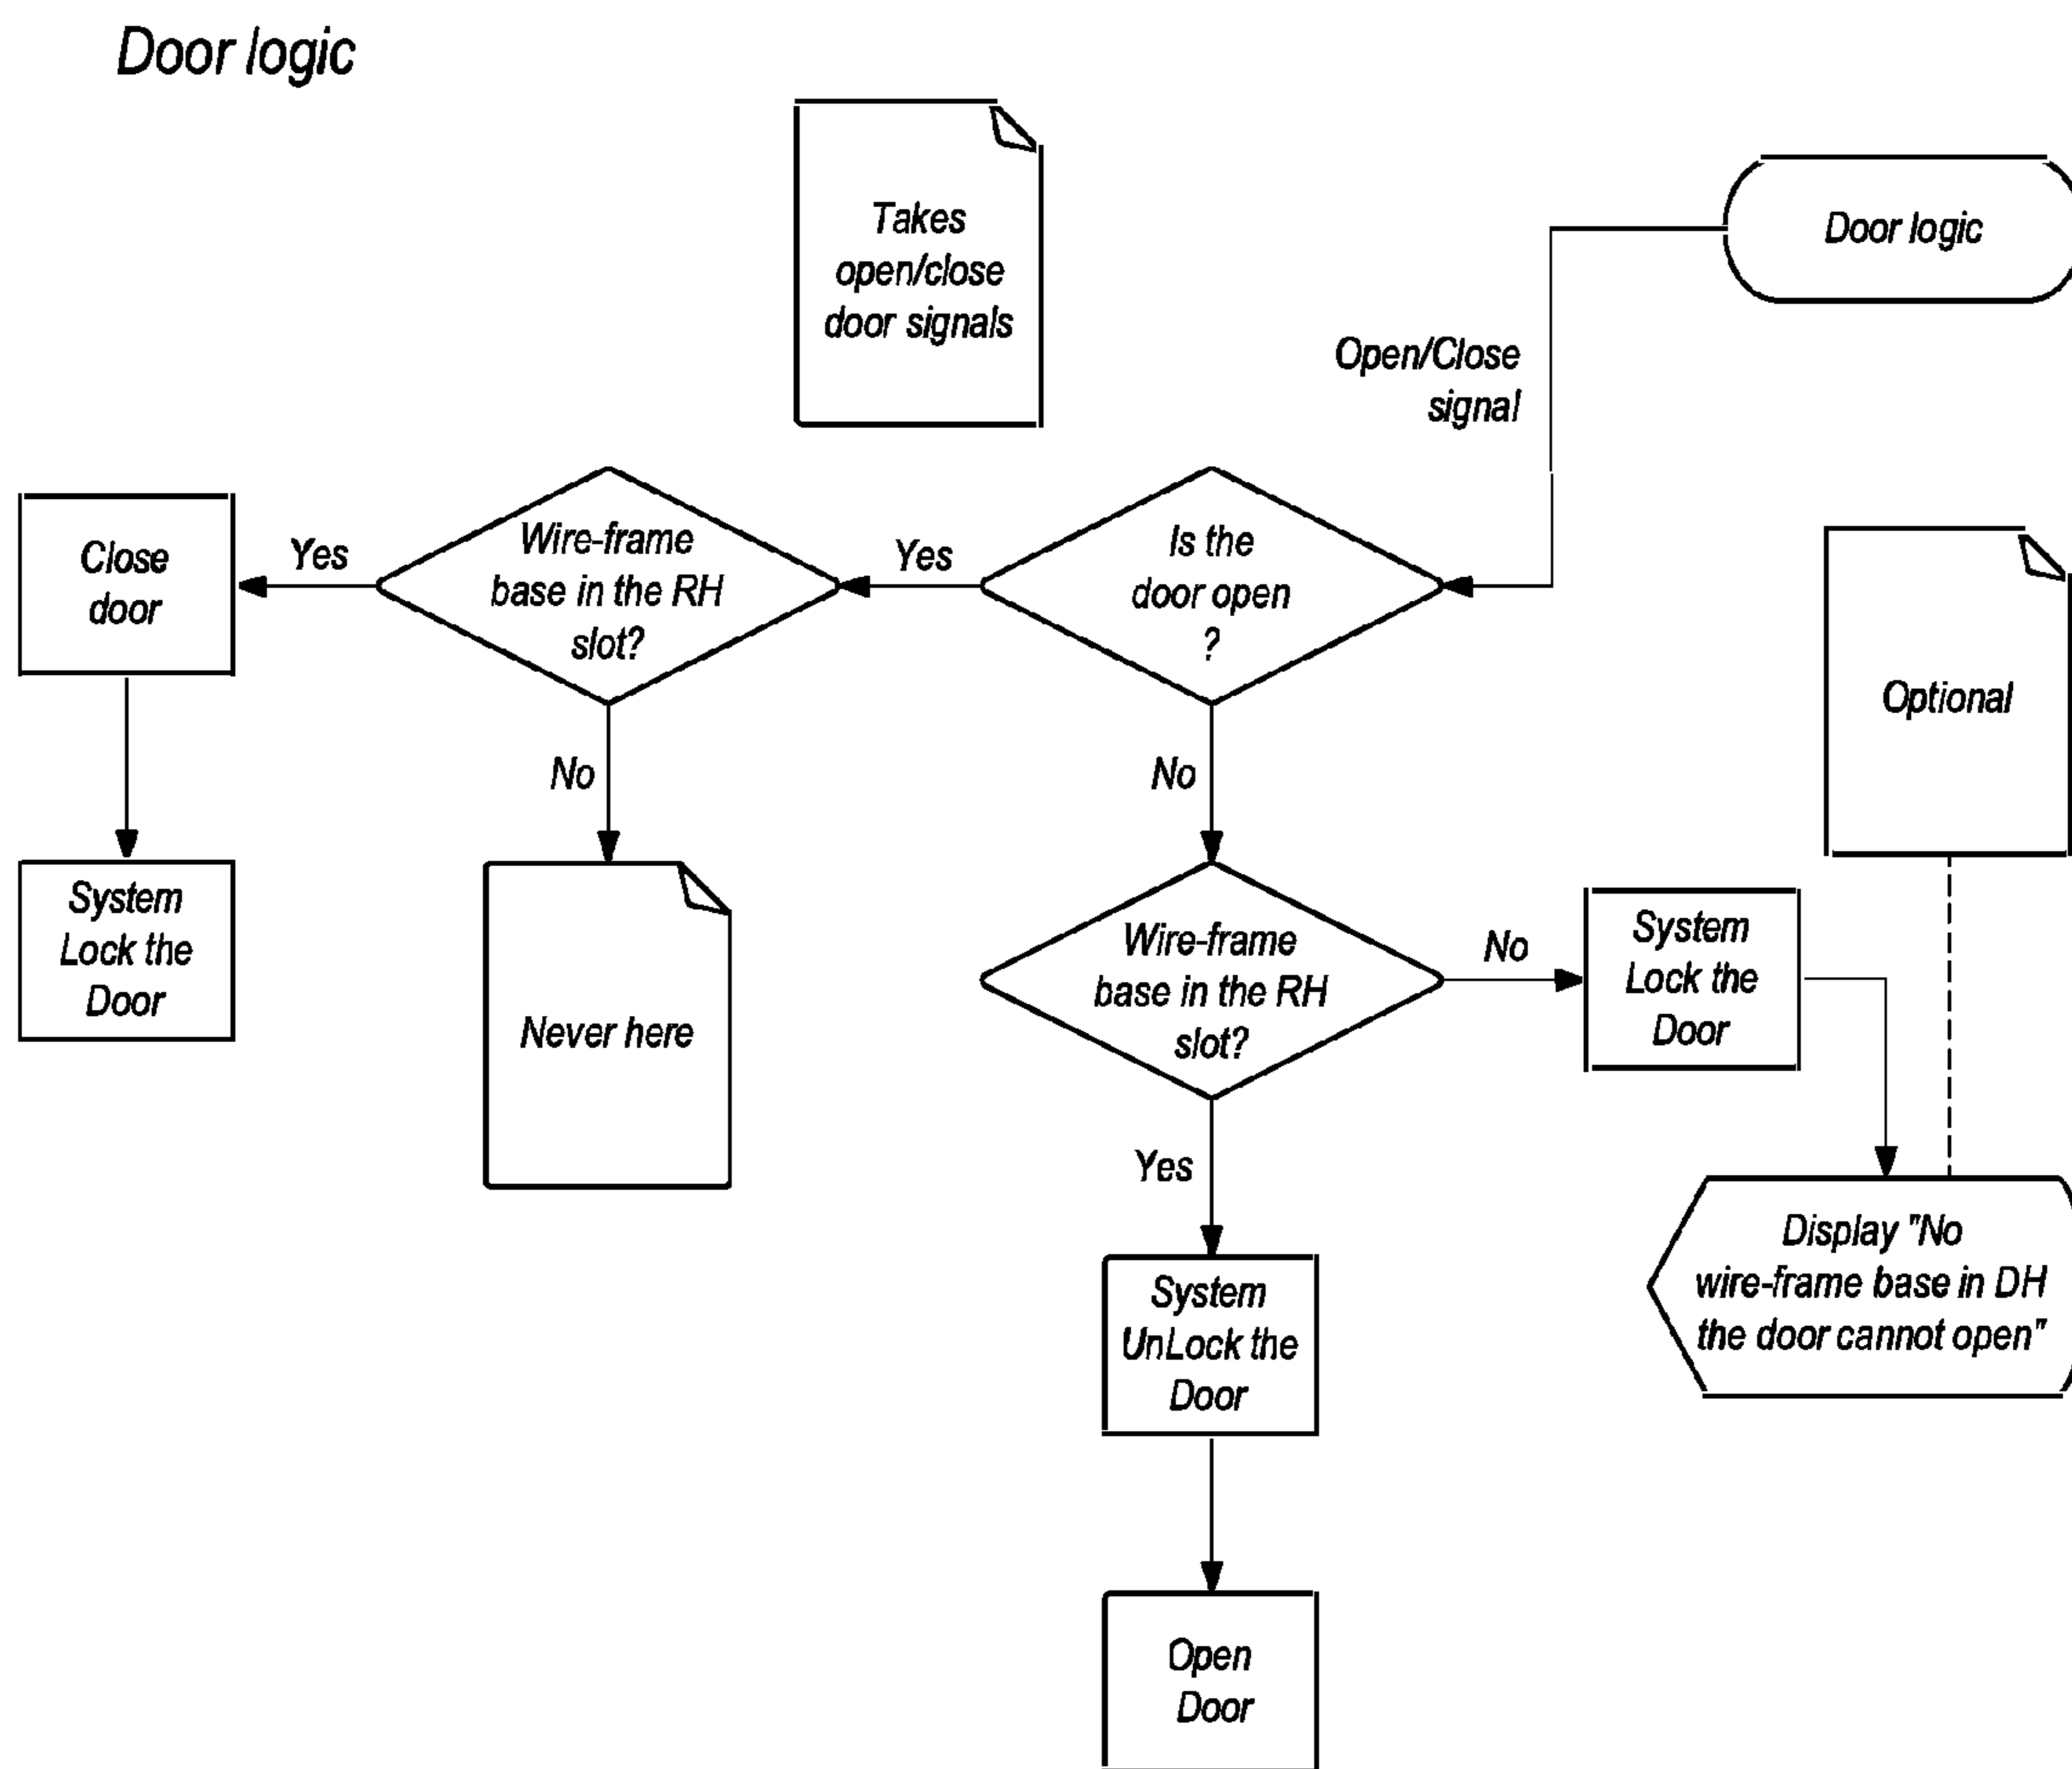 Door logic
Takes
open/close
door signals
Door logic
Open/Close
signal
Close
door
Yes
Wire-frame
base in the RH
slot?
Yes
Is the
door open
?
Optional
No
No
System
Lock the
Door
Never here
Wire-frame
base in the RH
slot?
No
System
Lock the
Door
Yes
Display "No
wire-frame base in DH
the door cannot open"
System
UnLock the
Door
Open
Door